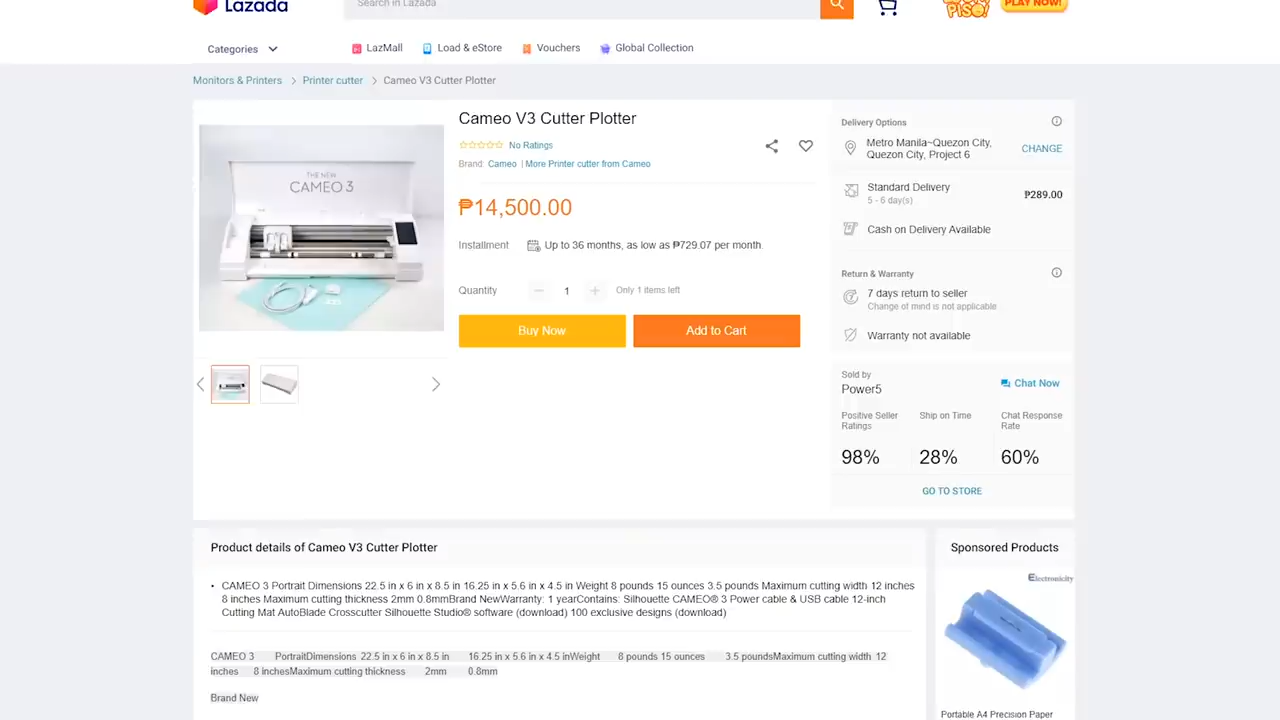 Lazada
Search in Lazada
PISO!
PLAY NOW!
Categories
LazMall
Load & eStore
Vouchers
Global Collection
Monitors & Printers > Printer cutter > Cameo V3 Cutter Plotter
THE NEW
CAMEO 3
Cameo V3 Cutter Plotter
No Ratings
Brand: Cameo | More Printer cutter from Cameo
₱14,500.00
Installment Up to 36 months, as low as ₱729.07 per month.
Quantity − 1 + Only 1 items left
Buy Now
Add to Cart
Delivery Options
Metro Manila~Quezon City,
Quezon City, Project 6
CHANGE
Standard Delivery
5 - 6 day(s)
₱289.00
Cash on Delivery Available
Return & Warranty
7 days return to seller
Change of mind is not applicable
Warranty not available
Sold by
Power5
Chat Now
Positive Seller
Ratings
Ship on Time
Chat Response
Rate
98%
28%
60%
GO TO STORE
Product details of Cameo V3 Cutter Plotter
• CAMEO 3 Portrait Dimensions 22.5 in x 6 in x 8.5 in 16.25 in x 5.6 in x 4.5 in Weight 8 pounds 15 ounces 3.5 pounds Maximum cutting width 12 inches
8 inches Maximum cutting thickness 2mm 0.8mmBrand NewWarranty: 1 yearContains: Silhouette CAMEO® 3 Power cable & USB cable 12-inch
Cutting Mat AutoBlade Crosscutter Silhouette Studio® software (download) 100 exclusive designs (download)
CAMEO 3 PortraitDimensions 22.5 in x 6 in x 8.5 in 16.25 in x 5.6 in x 4.5 inWeight 8 pounds 15 ounces 3.5 poundsMaximum cutting width 12
inches 8 inchesMaximum cutting thickness 2mm 0.8mm
Brand New
Sponsored Products
Electronicity
Portable A4 Precision Paper